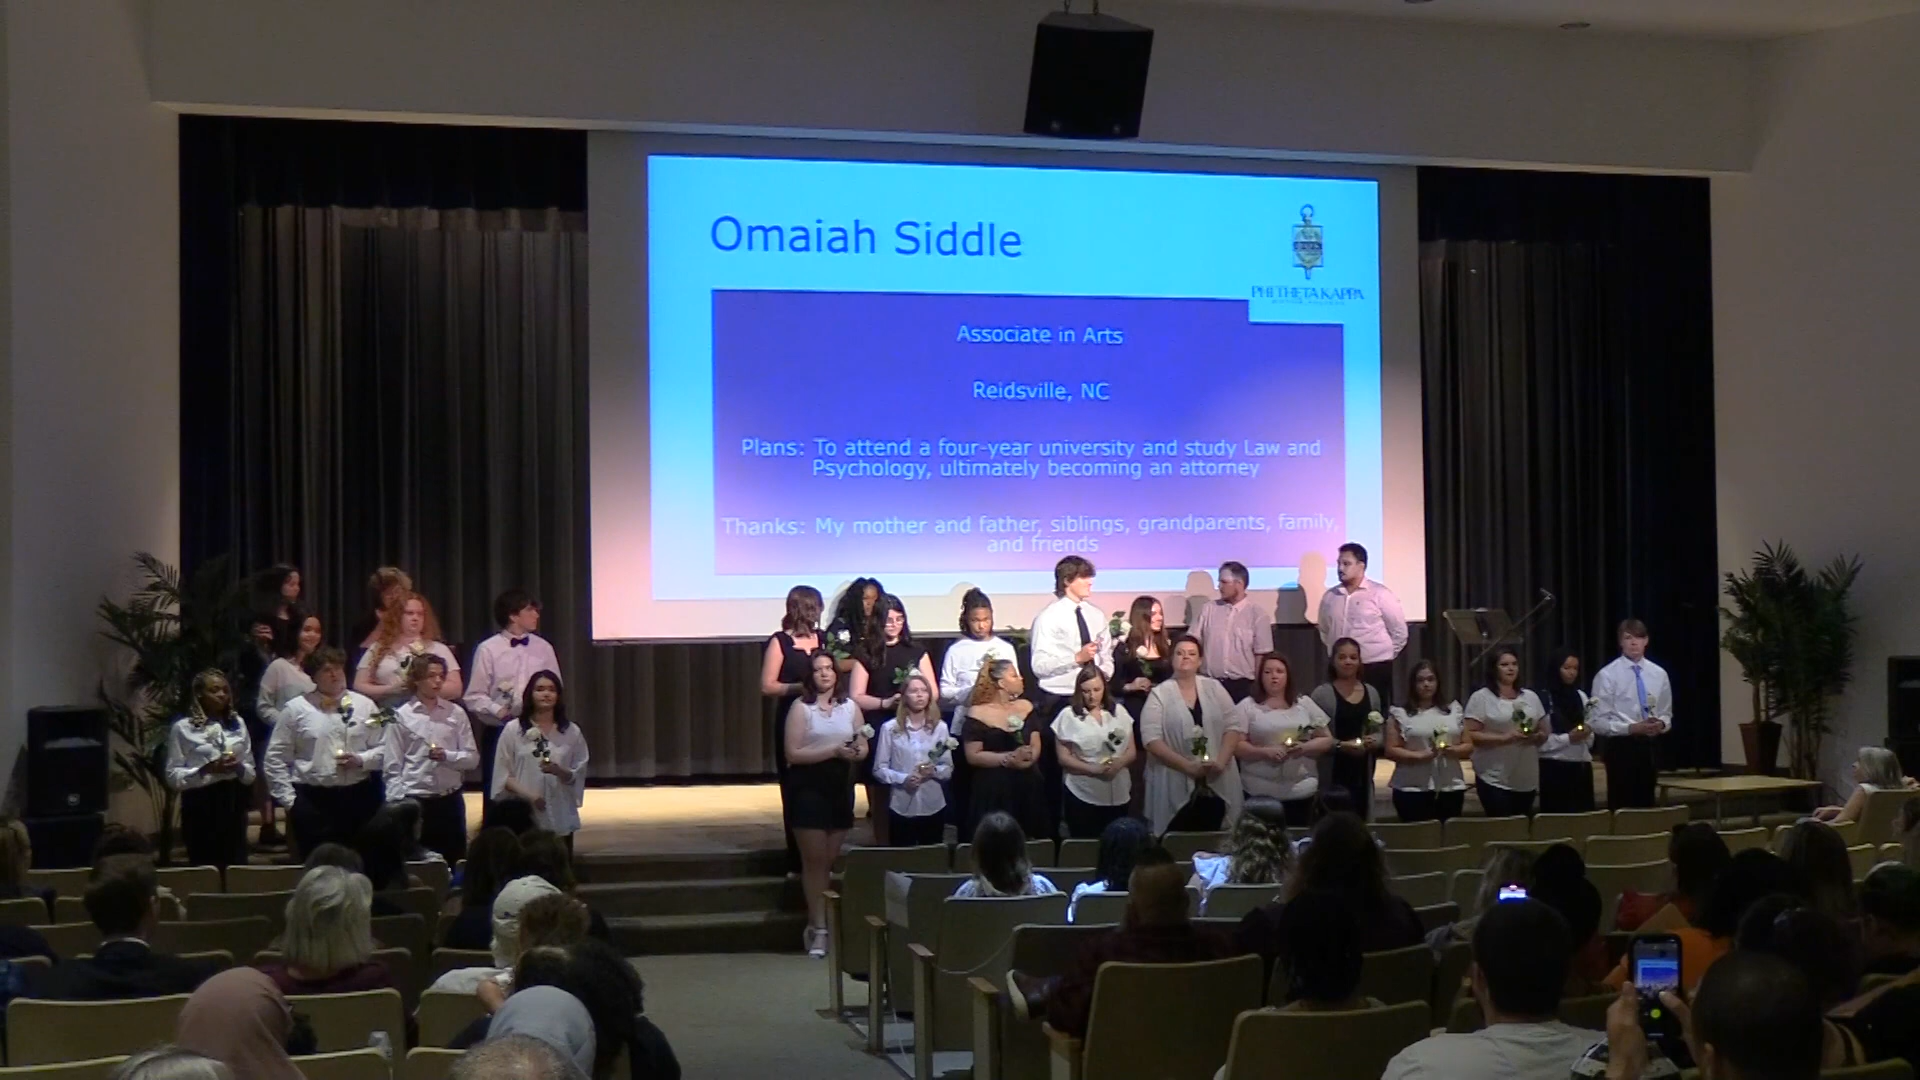 Omaiah Siddle
PHI THETA KAPPA
Associate in Arts
Reidsville, NC
Plans: To attend a four-year university and study Law and
Psychology, ultimately becoming an attorney
Thanks: My mother and father, siblings, grandparents, family,
and friends